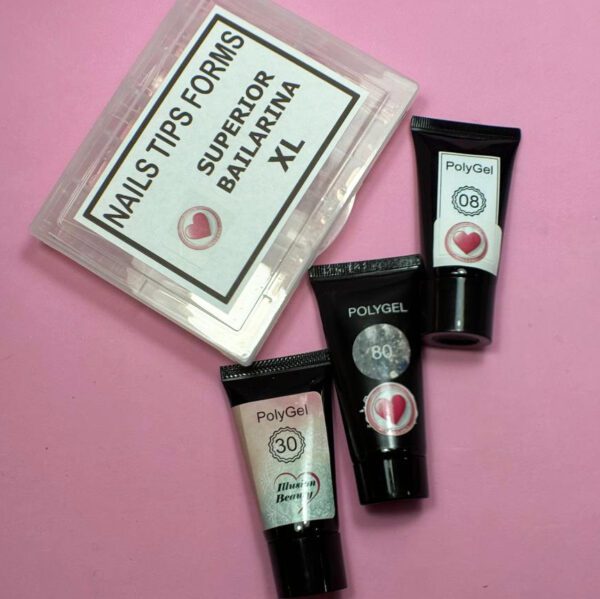 NAILS TIPS FORMS
SUPERIOR
BAILARINA
XL
PolyGel
08
POLYGEL
80
PolyGel
30
Illusion
Beauty